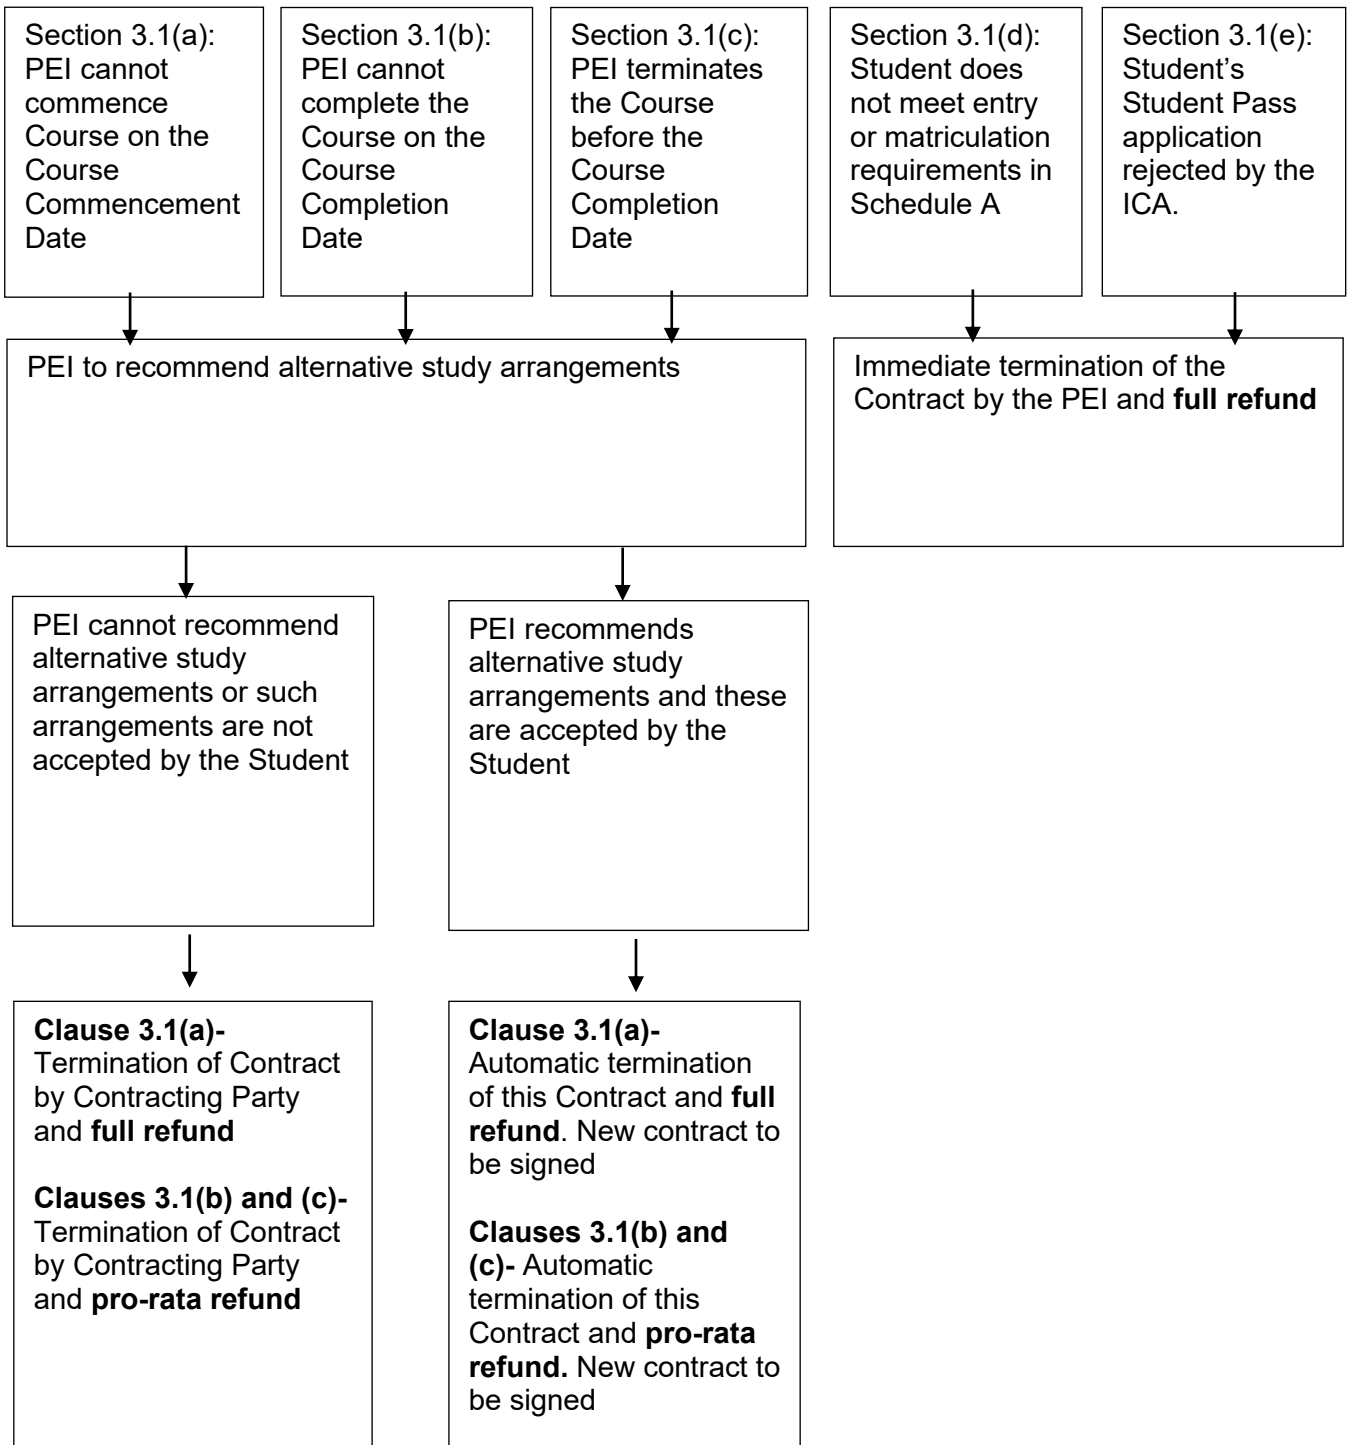 Section 3.1(a):
PEI cannot
commence
Course on the
Course
Commencement
Date
Section 3.1(b):
PEI cannot
complete the
Course on the
Course
Completion
Date
Section 3.1(c):
PEI terminates
the Course
before the
Course
Completion
Date
Section 3.1(d):
Student does
not meet entry
or matriculation
requirements in
Schedule A
Section 3.1(e):
Student’s
Student Pass
application
rejected by the
ICA.
PEI to recommend alternative study arrangements
Immediate termination of the
Contract by the PEI and full refund
PEI cannot recommend
alternative study
arrangements or such
arrangements are not
accepted by the Student
PEI recommends
alternative study
arrangements and these
are accepted by the
Student
Clause 3.1(a)-
Termination of Contract
by Contracting Party
and full refund
Clauses 3.1(b) and (c)-
Termination of Contract
by Contracting Party
and pro-rata refund
Clause 3.1(a)-
Automatic termination
of this Contract and full
refund. New contract to
be signed
Clauses 3.1(b) and
(c)- Automatic
termination of this
Contract and pro-rata
refund. New contract to
be signed